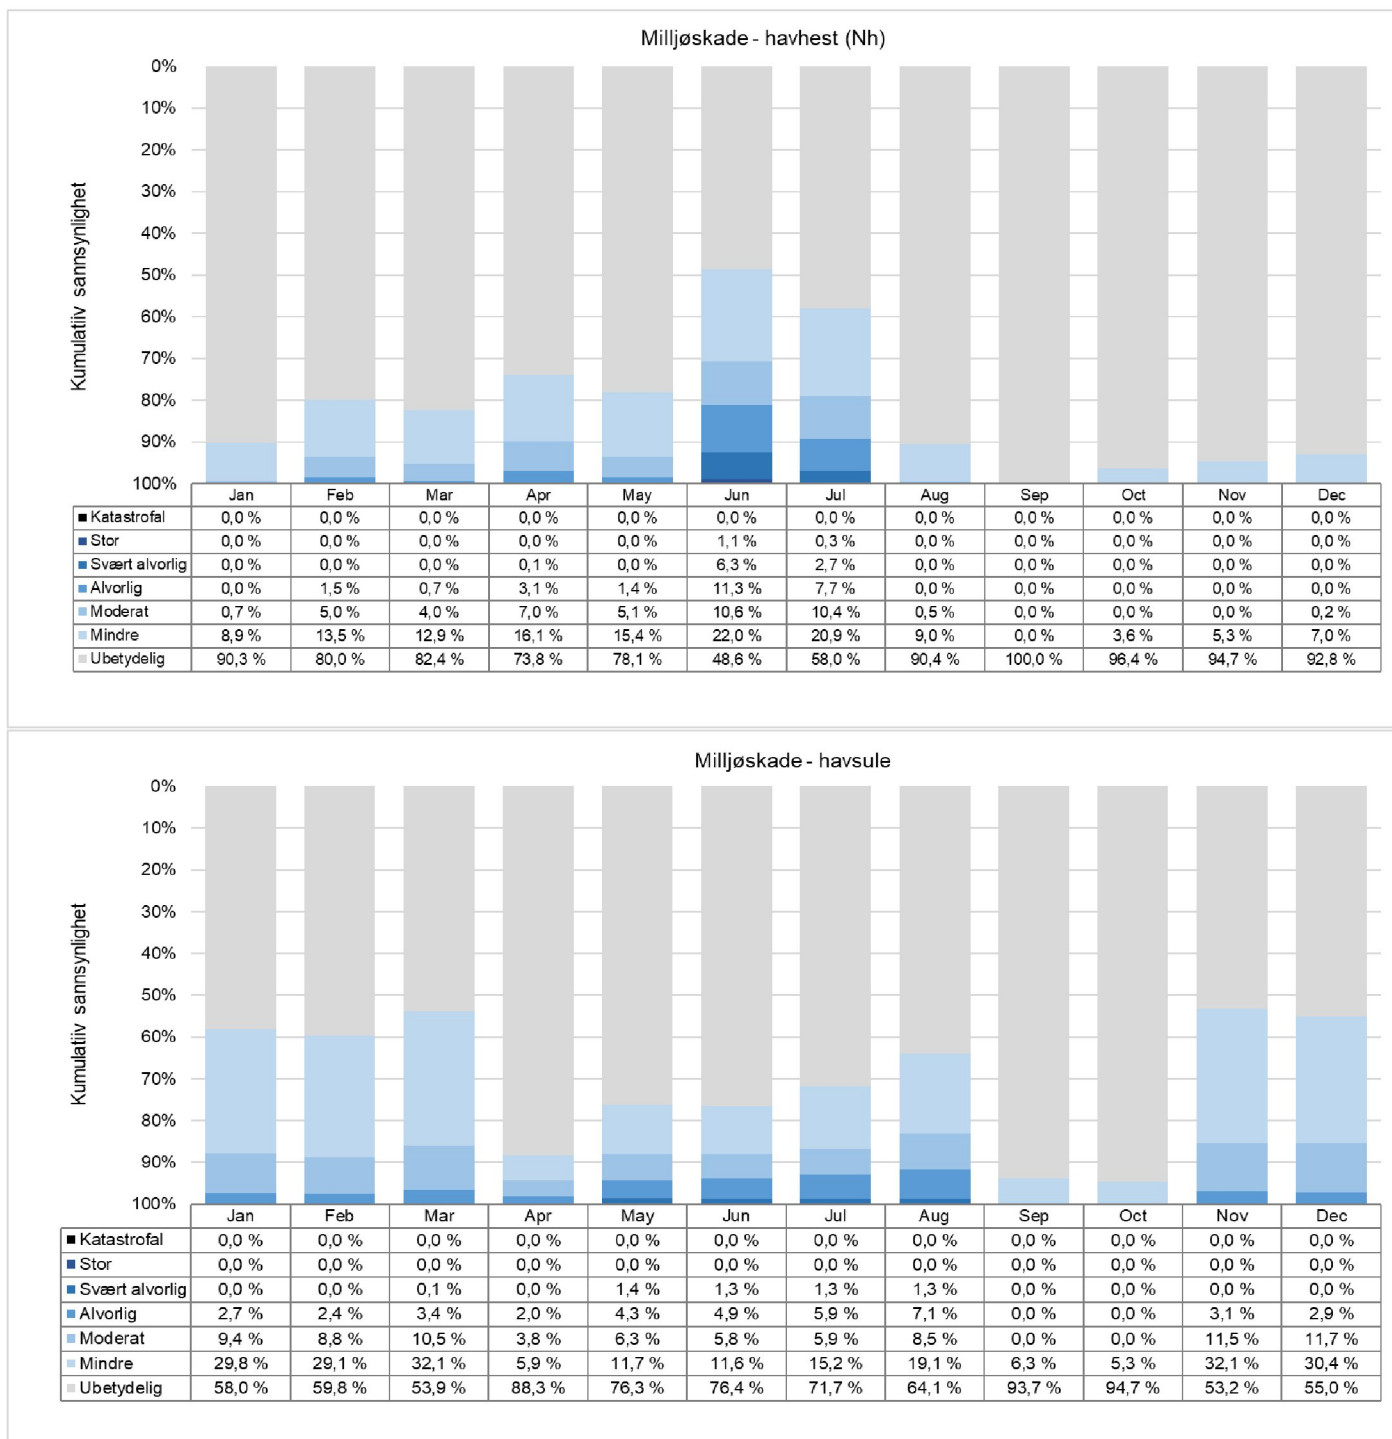 Milljøskade - havhest (Nh)
0%
10%
20%
30%
40%
50%
60%
70%
80%
90%
100%
Kumulatiiv sannsynlighet
Jan Feb Mar Apr May Jun Jul Aug Sep Oct Nov Dec
Katastrofal 0,0 % 0,0 % 0,0 % 0,0 % 0,0 % 0,0 % 0,0 % 0,0 % 0,0 % 0,0 % 0,0 % 0,0 %
Stor 0,0 % 0,0 % 0,0 % 0,0 % 0,0 % 1,1 % 0,3 % 0,0 % 0,0 % 0,0 % 0,0 % 0,0 %
Svært alvorlig 0,0 % 0,0 % 0,0 % 0,1 % 0,0 % 6,3 % 2,7 % 0,0 % 0,0 % 0,0 % 0,0 % 0,0 %
Alvorlig 0,0 % 1,5 % 0,7 % 3,1 % 1,4 % 11,3 % 7,7 % 0,0 % 0,0 % 0,0 % 0,0 % 0,0 %
Moderat 0,7 % 5,0 % 4,0 % 7,0 % 5,1 % 10,6 % 10,4 % 0,5 % 0,0 % 0,0 % 0,0 % 0,2 %
Mindre 8,9 % 13,5 % 12,9 % 16,1 % 15,4 % 22,0 % 20,9 % 9,0 % 0,0 % 3,6 % 5,3 % 7,0 %
Ubetydelig 90,3 % 80,0 % 82,4 % 73,8 % 78,1 % 48,6 % 58,0 % 90,4 % 100,0 % 96,4 % 94,7 % 92,8 %
Milljøskade - havsule
0%
10%
20%
30%
40%
50%
60%
70%
80%
90%
100%
Kumulatiiv sannsynlighet
Jan Feb Mar Apr May Jun Jul Aug Sep Oct Nov Dec
Katastrofal 0,0 % 0,0 % 0,0 % 0,0 % 0,0 % 0,0 % 0,0 % 0,0 % 0,0 % 0,0 % 0,0 % 0,0 %
Stor 0,0 % 0,0 % 0,0 % 0,0 % 0,0 % 0,0 % 0,0 % 0,0 % 0,0 % 0,0 % 0,0 % 0,0 %
Svært alvorlig 0,0 % 0,0 % 0,1 % 0,0 % 1,4 % 1,3 % 1,3 % 1,3 % 0,0 % 0,0 % 0,0 % 0,0 %
Alvorlig 2,7 % 2,4 % 3,4 % 2,0 % 4,3 % 4,9 % 5,9 % 7,1 % 0,0 % 0,0 % 3,1 % 2,9 %
Moderat 9,4 % 8,8 % 10,5 % 3,8 % 6,3 % 5,8 % 5,9 % 8,5 % 0,0 % 0,0 % 11,5 % 11,7 %
Mindre 29,8 % 29,1 % 32,1 % 5,9 % 11,7 % 11,6 % 15,2 % 19,1 % 6,3 % 5,3 % 32,1 % 30,4 %
Ubetydelig 58,0 % 59,8 % 53,9 % 88,3 % 76,3 % 76,4 % 71,7 % 64,1 % 93,7 % 94,7 % 53,2 % 55,0 %